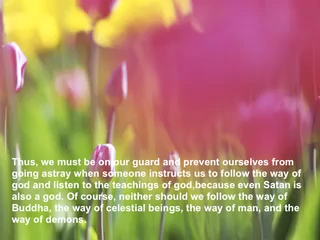 Thus, we must be on our guard and prevent ourselves from
going astray when someone instructs us to follow the way of
god and listen to the teachings of god,because even Satan is
also a god. Of course, neither should we follow the way of
Buddha, the way of celestial beings, the way of man, and the
way of demons.